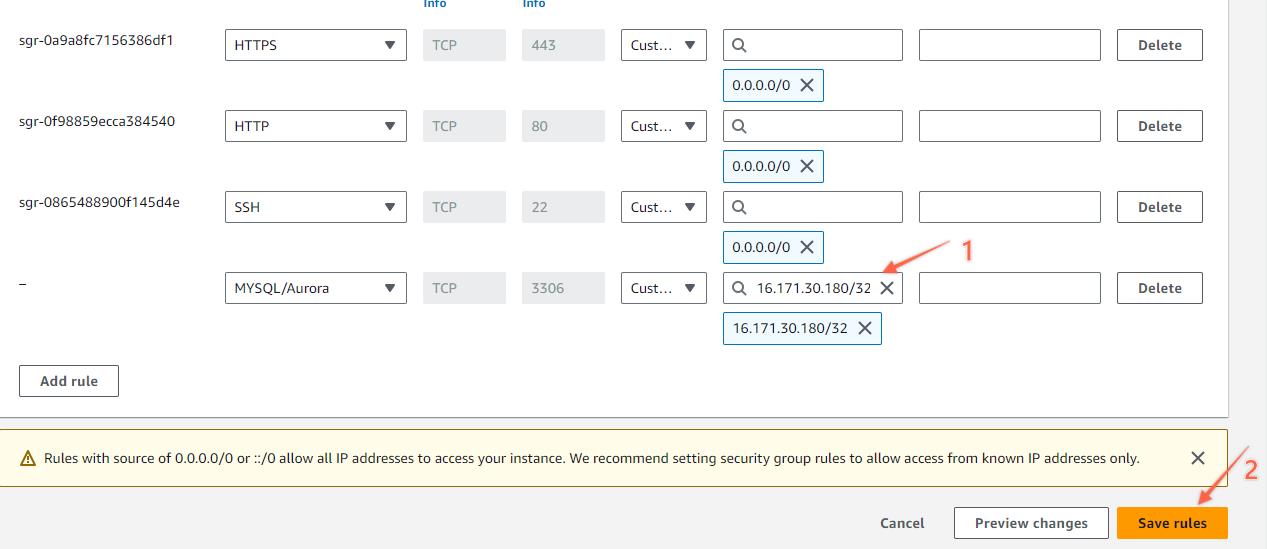 Info Info
sgr-0a9a8fc7156386df1 HTTPS TCP 443 Cust... Delete
0.0.0.0/0
sgr-0f98859ecca384540 HTTP TCP 80 Cust... Delete
0.0.0.0/0
sgr-0865488900f145d4e SSH TCP 22 Cust... Delete
0.0.0.0/0
1
– MYSQL/Aurora TCP 3306 Cust... 16.171.30.180/32 Delete
16.171.30.180/32
Add rule
Rules with source of 0.0.0.0/0 or ::/0 allow all IP addresses to access your instance. We recommend setting security group rules to allow access from known IP addresses only.
2
Cancel Preview changes Save rules